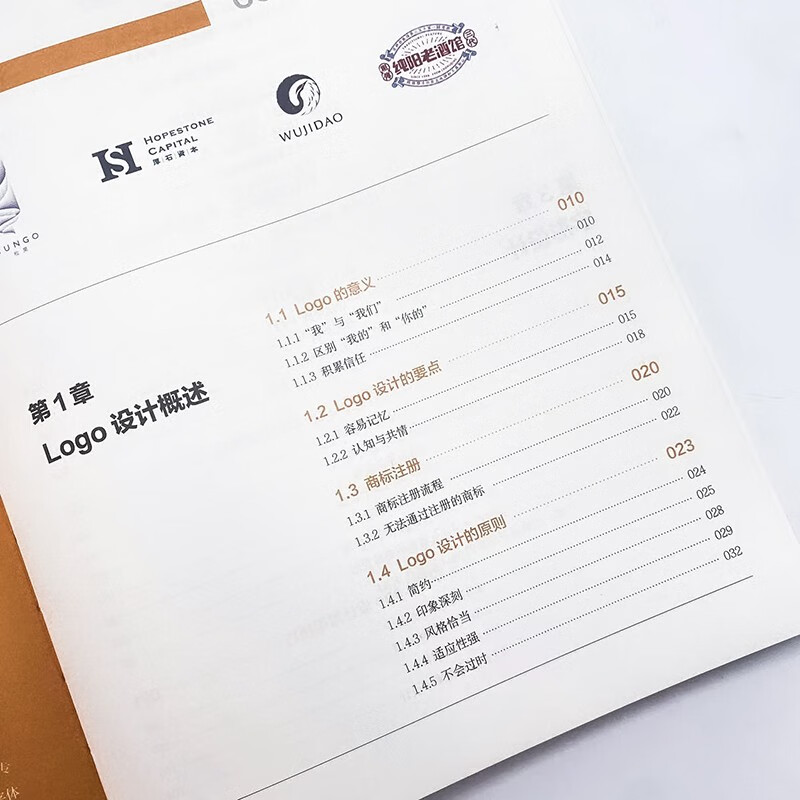 HOPESTONE
CAPITAL
厚石资本
WUJIDAO
纯阳老酒馆
UNGO
第1章
Logo 设计概述
1.1 Logo 的意义 010
1.1.1 “我”与“我们” 010
1.1.2 区别“我的”和“你的” 012
1.1.3 积累信任 014
1.2 Logo 设计的要点 015
1.2.1 容易记忆 015
1.2.2 认知与共情 018
1.3 商标注册 020
1.3.1 商标注册流程 020
1.3.2 无法通过注册的商标 022
1.4 Logo 设计的原则 023
1.4.1 简约 024
1.4.2 印象深刻 025
1.4.3 风格恰当 028
1.4.4 适应性强 029
1.4.5 不会过时 032
字体